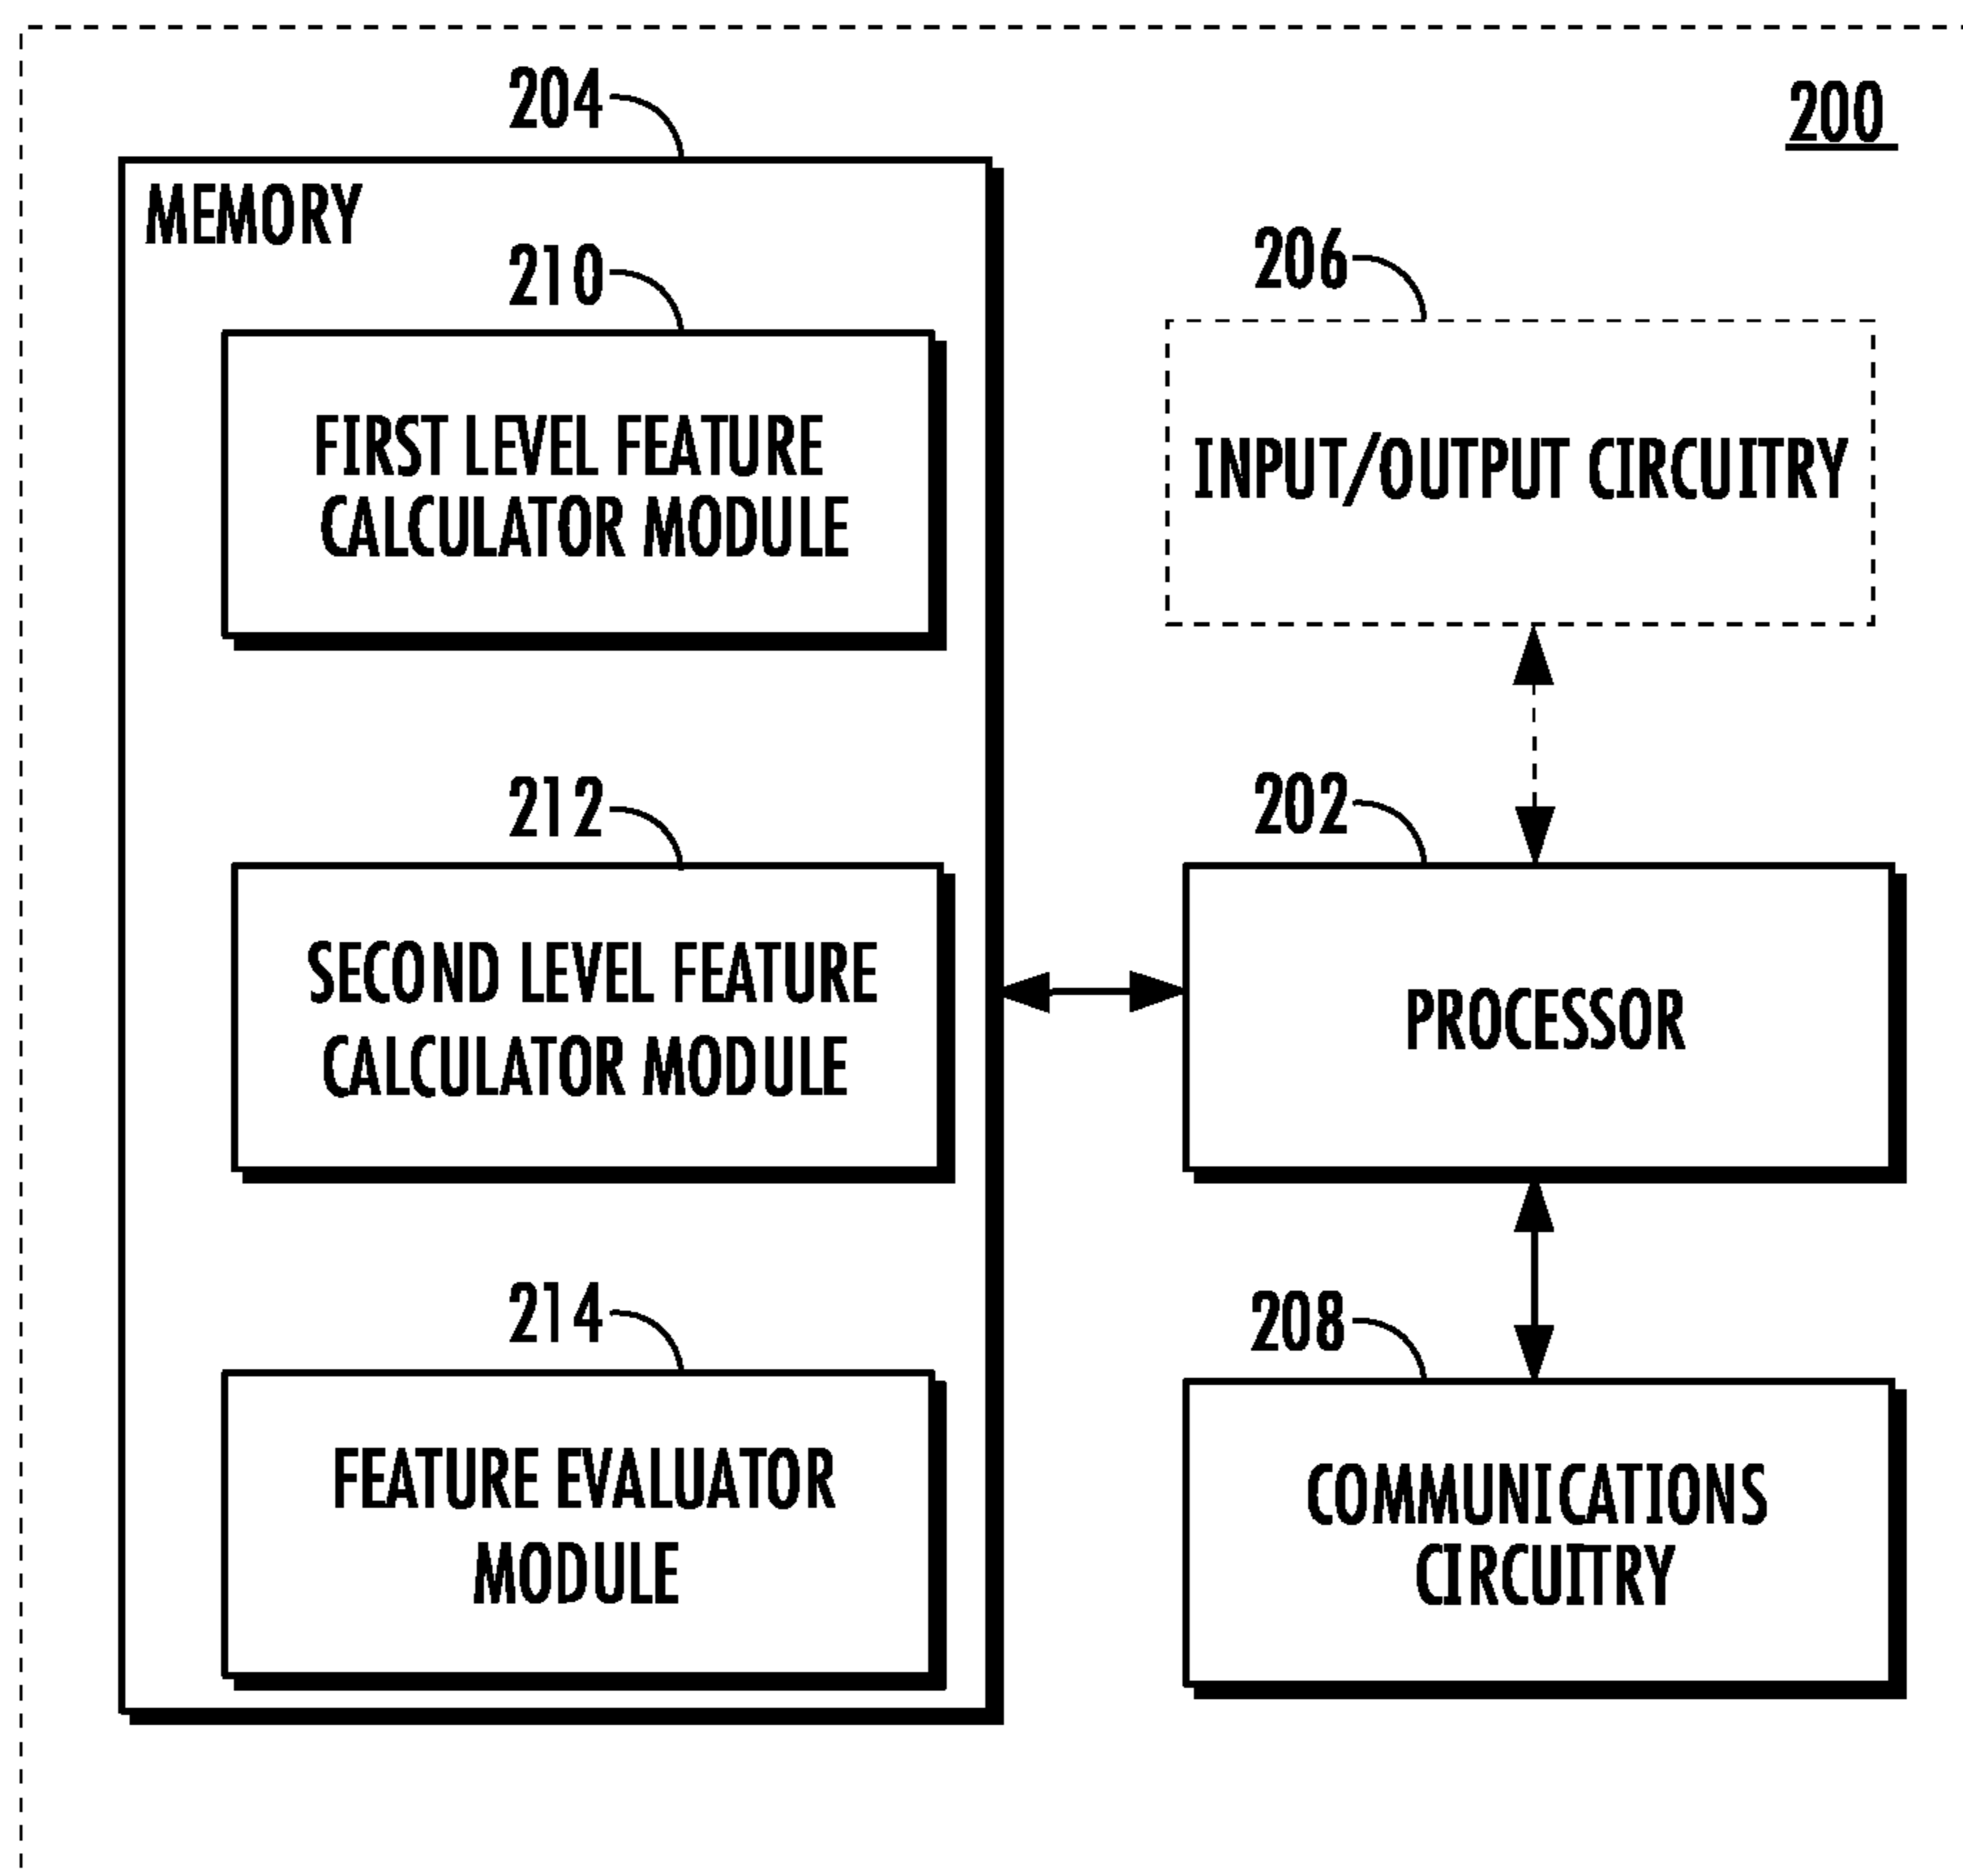 204
200
MEMORY
210
206
FIRST LEVEL FEATURE
CALCULATOR MODULE
INPUT/OUTPUT CIRCUITRY
212
202
SECOND LEVEL FEATURE
CALCULATOR MODULE
PROCESSOR
214
208
FEATURE EVALUATOR
MODULE
COMMUNICATIONS
CIRCUITRY